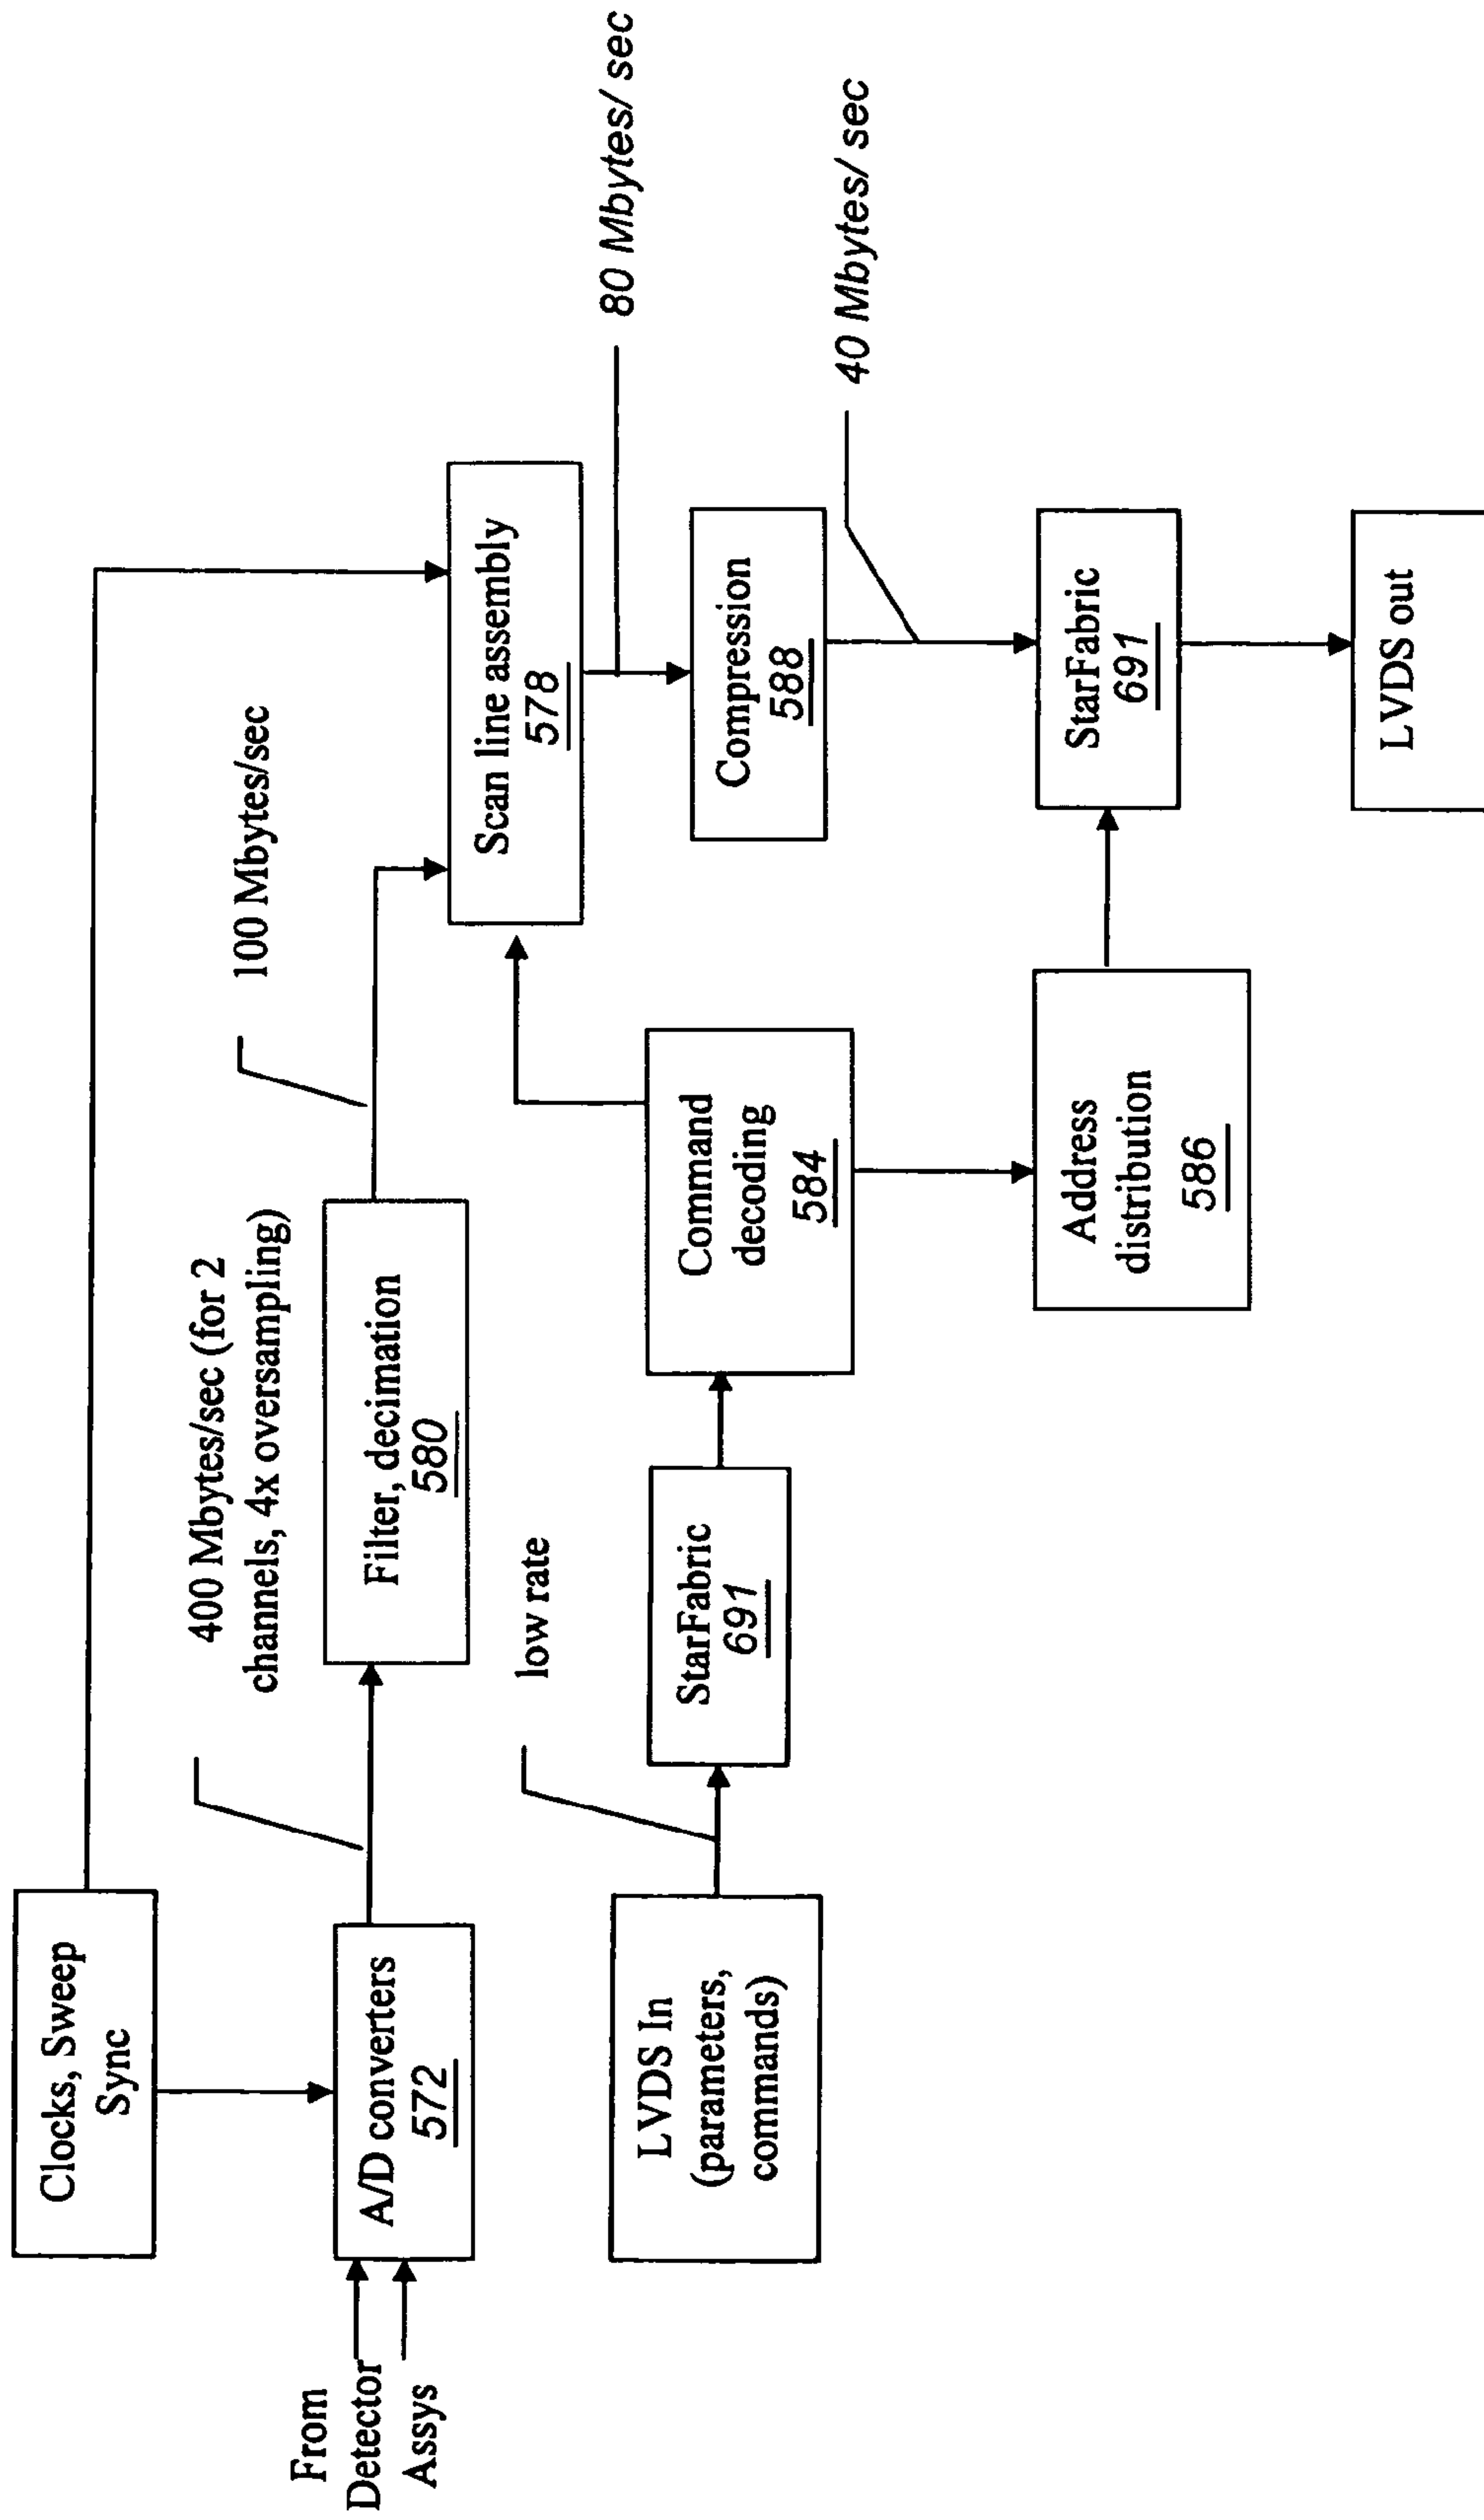 Clocks, Sweep
Sync
400 Mbytes/sec (for 2
channels, 4x oversampling)
100 Mbytes/sec
From
Detector
Assys
A/D converters
572
Filter, decimation
580
Scan line assembly
578
80 Mbytes/ sec
low rate
LVDS In
(parameters,
commands)
StarFabric
691
Command
decoding
584
Compression
588
40 Mbytes/ sec
Address
distribution
586
StarFabric
691
LVDS out